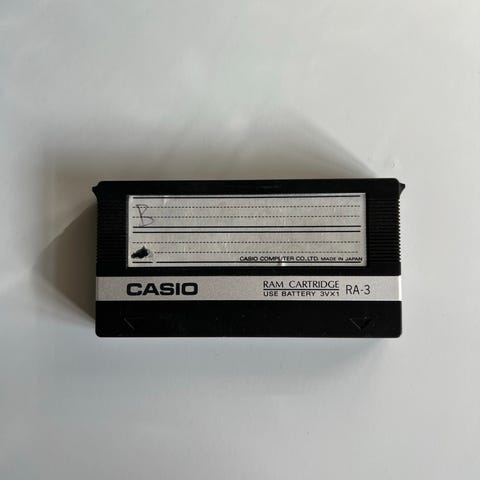 B
CASIO COMPUTER CO.,LTD. MADE IN JAPAN
CASIO
RAM CARTRIDGE
USE BATTERY 3V×1
RA-3